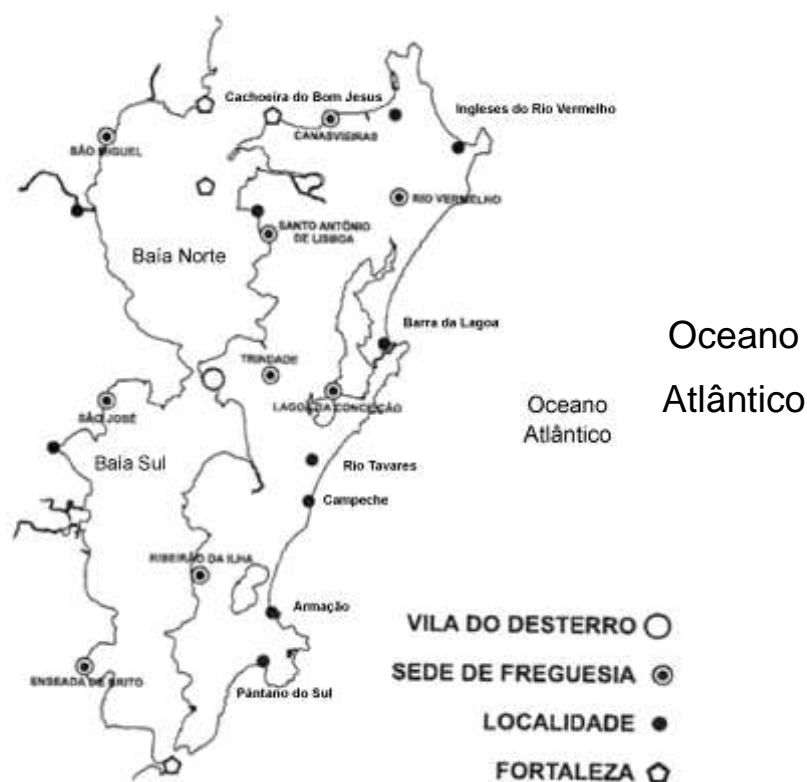 Cachoeira do Bom Jesus
Ingleses do Rio Vermelho
CANASVIEIRAS
SÃO MIGUEL
RIO VERMELHO
SANTO ANTÔNIO
DE LISBOA
Baía Norte
Barra da Lagoa
Oceano
Atlântico
TRINDADE
LAGOA DA CONCEIÇÃO
SÃO JOSÉ
Oceano
Atlântico
Baía Sul
Rio Tavares
Campeche
RIBEIRÃO DA ILHA
Armação
VILA DO DESTERRO
SEDE DE FREGUESIA
ENSEADA DE BRITO
Pântano do Sul
LOCALIDADE
FORTALEZA